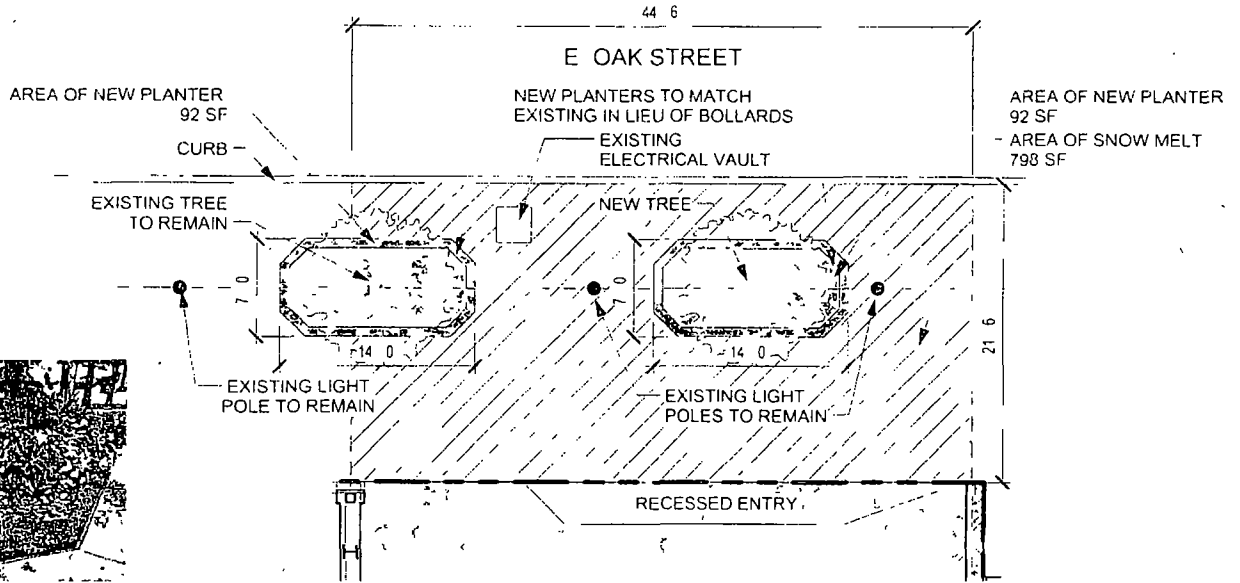 44 6
E OAK STREET
AREA OF NEW PLANTER
92 SF
CURB
NEW PLANTERS TO MATCH
EXISTING IN LIEU OF BOLLARDS
EXISTING
ELECTRICAL VAULT
AREA OF NEW PLANTER
92 SF
AREA OF SNOW MELT
798 SF
EXISTING TREE
TO REMAIN
NEW TREE
7 0
7 0
14 0
14 0
21 6
EXISTING LIGHT
POLE TO REMAIN
EXISTING LIGHT
POLES TO REMAIN
RECESSED ENTRY